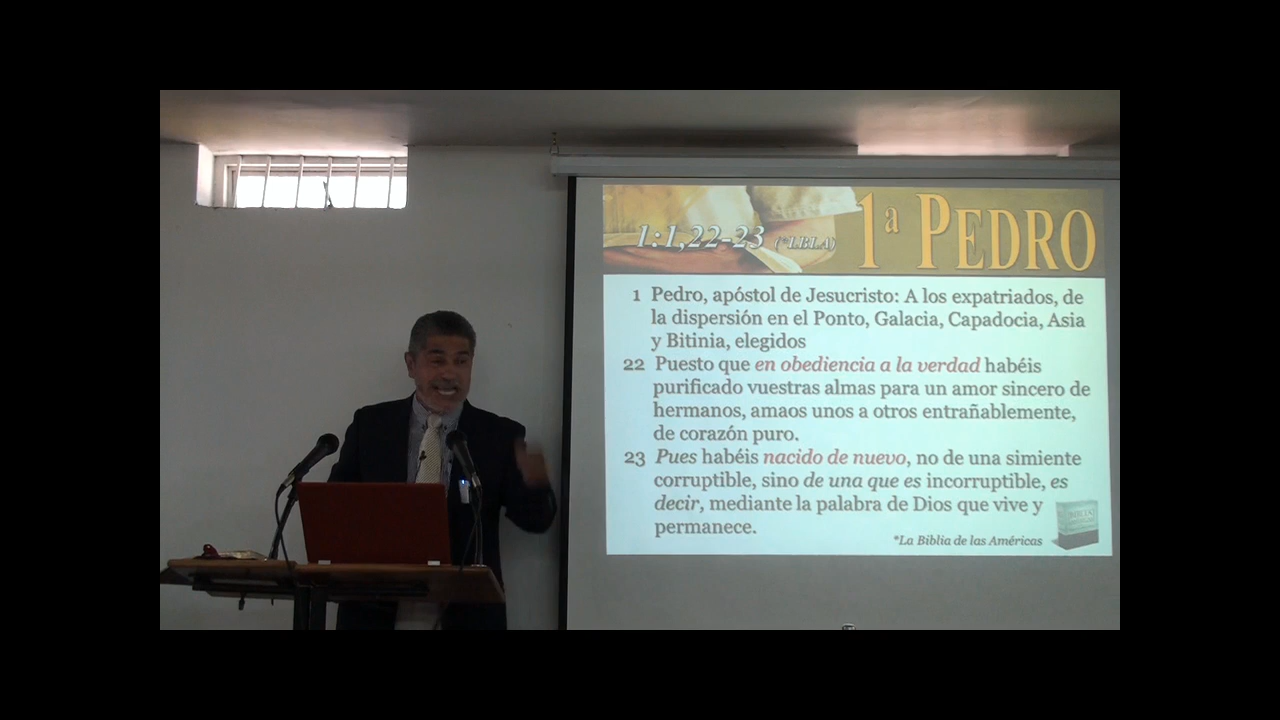 1ª PEDRO
1:1,22-23 (*LBLA)
1 Pedro, apóstol de Jesucristo: A los expatriados, de
la dispersión en el Ponto, Galacia, Capadocia, Asia
y Bitinia, elegidos
22 Puesto que en obediencia a la verdad habéis
purificado vuestras almas para un amor sincero de
hermanos, amaos unos a otros entrañablemente,
de corazón puro.
23 Pues habéis nacido de nuevo, no de una simiente
corruptible, sino de una que es incorruptible, es
decir, mediante la palabra de Dios que vive y
permanece.
*La Biblia de las Américas